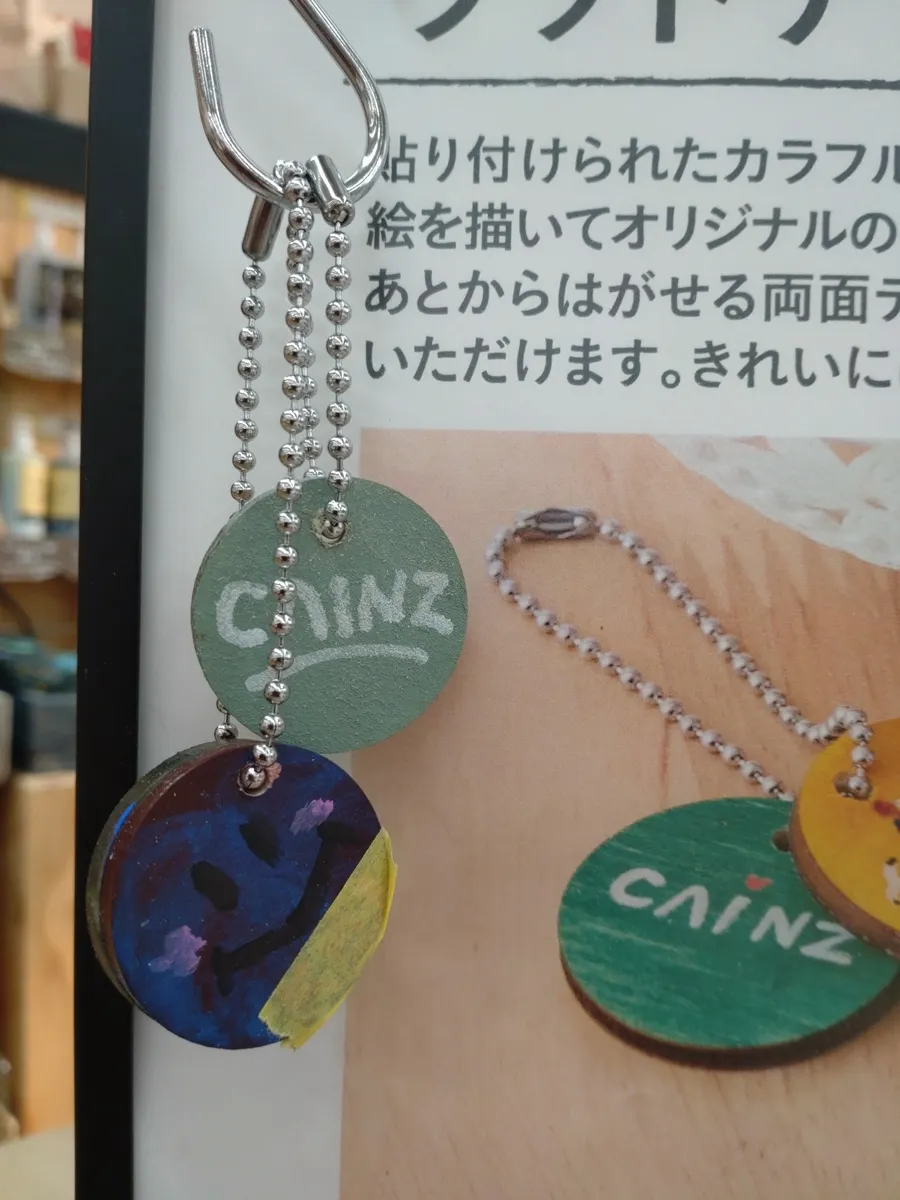 貼り付けられたカラフル
絵を描いてオリジナルの
あとからはがせる両面テ
いただけます。きれいに
CAINZ
CAINZ